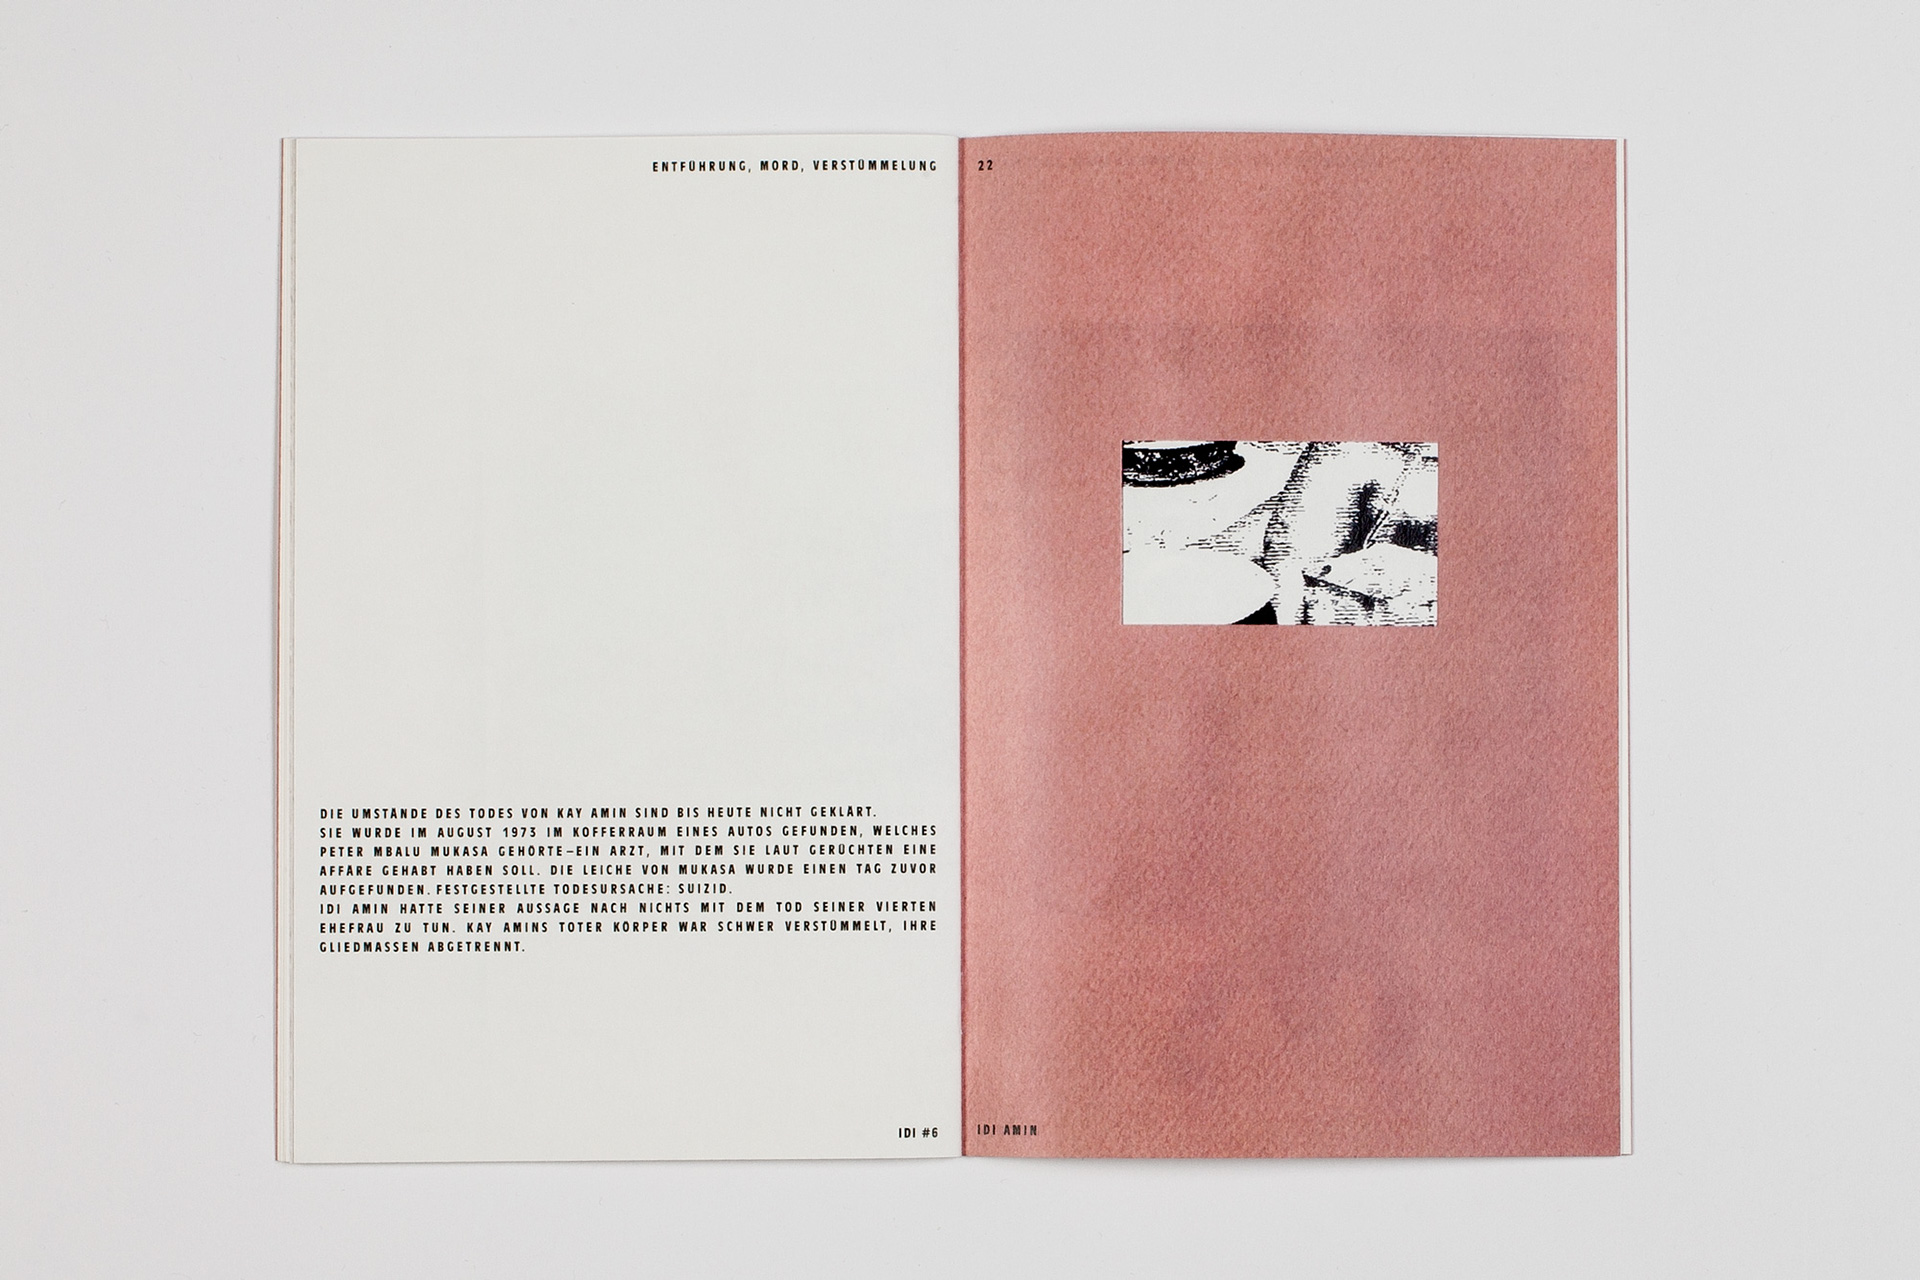 ENTFÜHRUNG, MORD, VERSTÜMMELUNG
DIE UMSTÄNDE DES TODES VON KAY AMIN SIND BIS HEUTE NICHT GEKLÄRT.
SIE WURDE IM AUGUST 1973 IM KOFFERRAUM EINES AUTOS GEFUNDEN, WELCHES
PETER MBALU MUKASA GEHÖRTE–EIN ARZT, MIT DEM SIE LAUT GERÜCHTEN EINE
AFFÄRE GEHABT HABEN SOLL. DIE LEICHE VON MUKASA WURDE EINEN TAG ZUVOR
AUFGEFUNDEN. FESTGESTELLTE TODESURSACHE: SUIZID.
IDI AMIN HATTE SEINER AUSSAGE NACH NICHTS MIT DEM TOD SEINER VIERTEN
EHEFRAU ZU TUN. KAY AMINS TOTER KÖRPER WAR SCHWER VERSTÜMMELT, IHRE
GLIEDMASSEN ABGETRENNT.
IDI #6
22
IDI AMIN